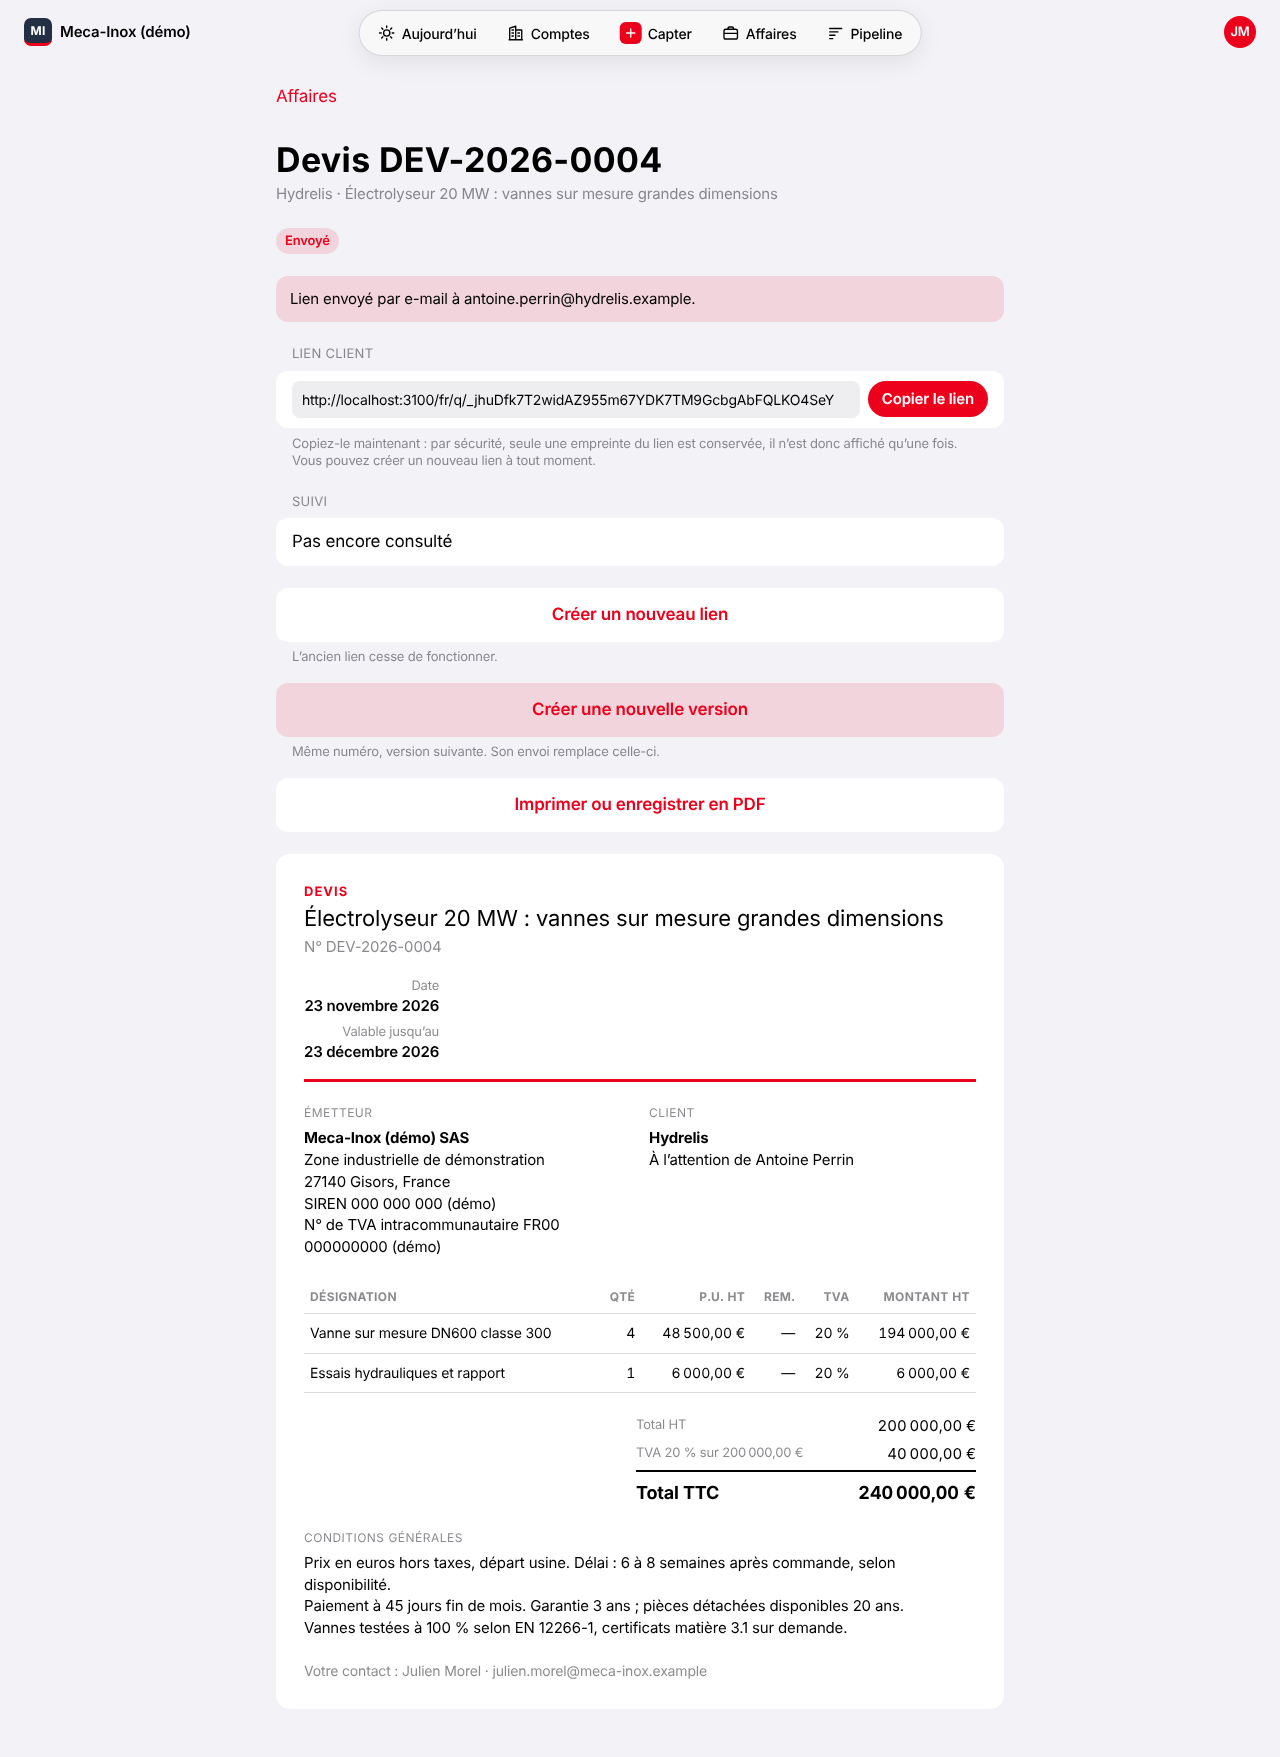 MI Meca-Inox (démo)
Aujourd’hui
Comptes
Capter
Affaires
Pipeline
JM
Affaires
Devis DEV-2026-0004
Hydrelis · Électrolyseur 20 MW : vannes sur mesure grandes dimensions
Envoyé
Lien envoyé par e-mail à antoine.perrin@hydrelis.example.
LIEN CLIENT
http://localhost:3100/fr/q/_jhuDfk7T2widAZ955m67YDK7TM9GcbgAbFQLKO4SeY
Copier le lien
Copiez-le maintenant : par sécurité, seule une empreinte du lien est conservée, il n’est donc affiché qu’une fois.
Vous pouvez créer un nouveau lien à tout moment.
SUIVI
Pas encore consulté
Créer un nouveau lien
L’ancien lien cesse de fonctionner.
Créer une nouvelle version
Même numéro, version suivante. Son envoi remplace celle-ci.
Imprimer ou enregistrer en PDF
DEVIS
Électrolyseur 20 MW : vannes sur mesure grandes dimensions
N° DEV-2026-0004
Date
23 novembre 2026
Valable jusqu’au
23 décembre 2026
ÉMETTEUR
Meca-Inox (démo) SAS
Zone industrielle de démonstration
27140 Gisors, France
SIREN 000 000 000 (démo)
N° de TVA intracommunautaire FR00
000000000 (démo)
CLIENT
Hydrelis
À l’attention de Antoine Perrin
DÉSIGNATION QTÉ P.U. HT REM. TVA MONTANT HT
Vanne sur mesure DN600 classe 300 4 48 500,00 € — 20 % 194 000,00 €
Essais hydrauliques et rapport 1 6 000,00 € — 20 % 6 000,00 €
Total HT 200 000,00 €
TVA 20 % sur 200 000,00 € 40 000,00 €
Total TTC 240 000,00 €
CONDITIONS GÉNÉRALES
Prix en euros hors taxes, départ usine. Délai : 6 à 8 semaines après commande, selon
disponibilité.
Paiement à 45 jours fin de mois. Garantie 3 ans ; pièces détachées disponibles 20 ans.
Vannes testées à 100 % selon EN 12266-1, certificats matière 3.1 sur demande.
Votre contact : Julien Morel · julien.morel@meca-inox.example